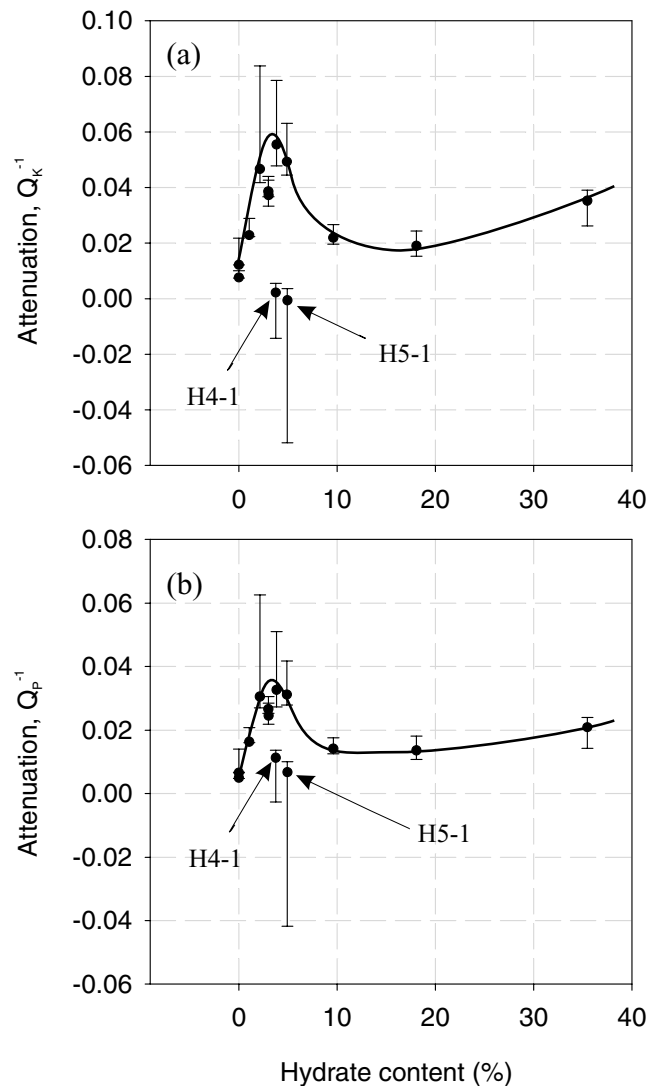 0.10
(a)
0.08
0.06
0.04
0.02
0.00
-0.02
-0.04
-0.06
Attenuation, Q_K^-1
H5-1
H4-1
0 10 20 30 40
0.08
(b)
0.06
0.04
0.02
0.00
-0.02
-0.04
-0.06
Attenuation, Q_P^-1
H5-1
H4-1
0 10 20 30 40
Hydrate content (%)